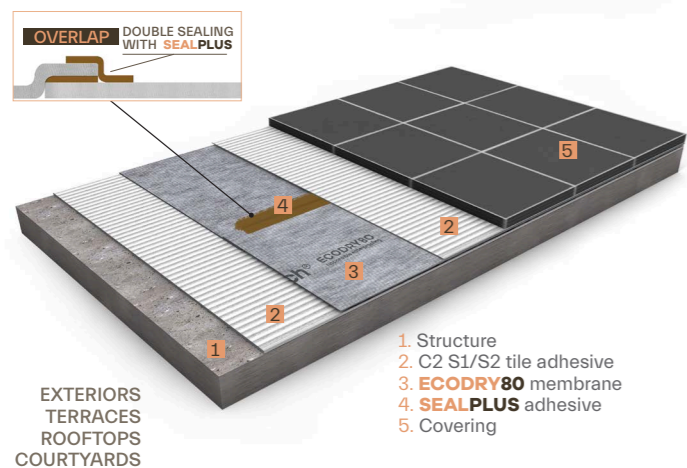 OVERLAP
DOUBLE SEALING
WITH SEALPLUS
5
4
2
ECODRY80
ch®
3
2
1
1. Structure
2. C2 S1/S2 tile adhesive
3. ECODRY80 membrane
4. SEALPLUS adhesive
5. Covering
EXTERIORS
TERRACES
ROOFTOPS
COURTYARDS